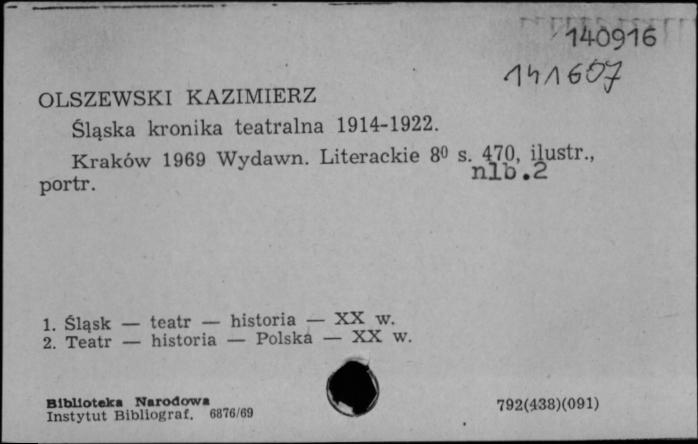 140916
141607
OLSZEWSKI KAZIMIERZ
Śląska kronika teatralna 1914-1922.
Kraków 1969 Wydawn. Literackie 8⁰ s. 470, ilustr.,
portr.
nlb.2
1. Śląsk — teatr — historia — XX w.
2. Teatr — historia — Polska — XX w.
Biblioteka Narodowa
Instytut Bibliograf. 6876/69
792(438)(091)